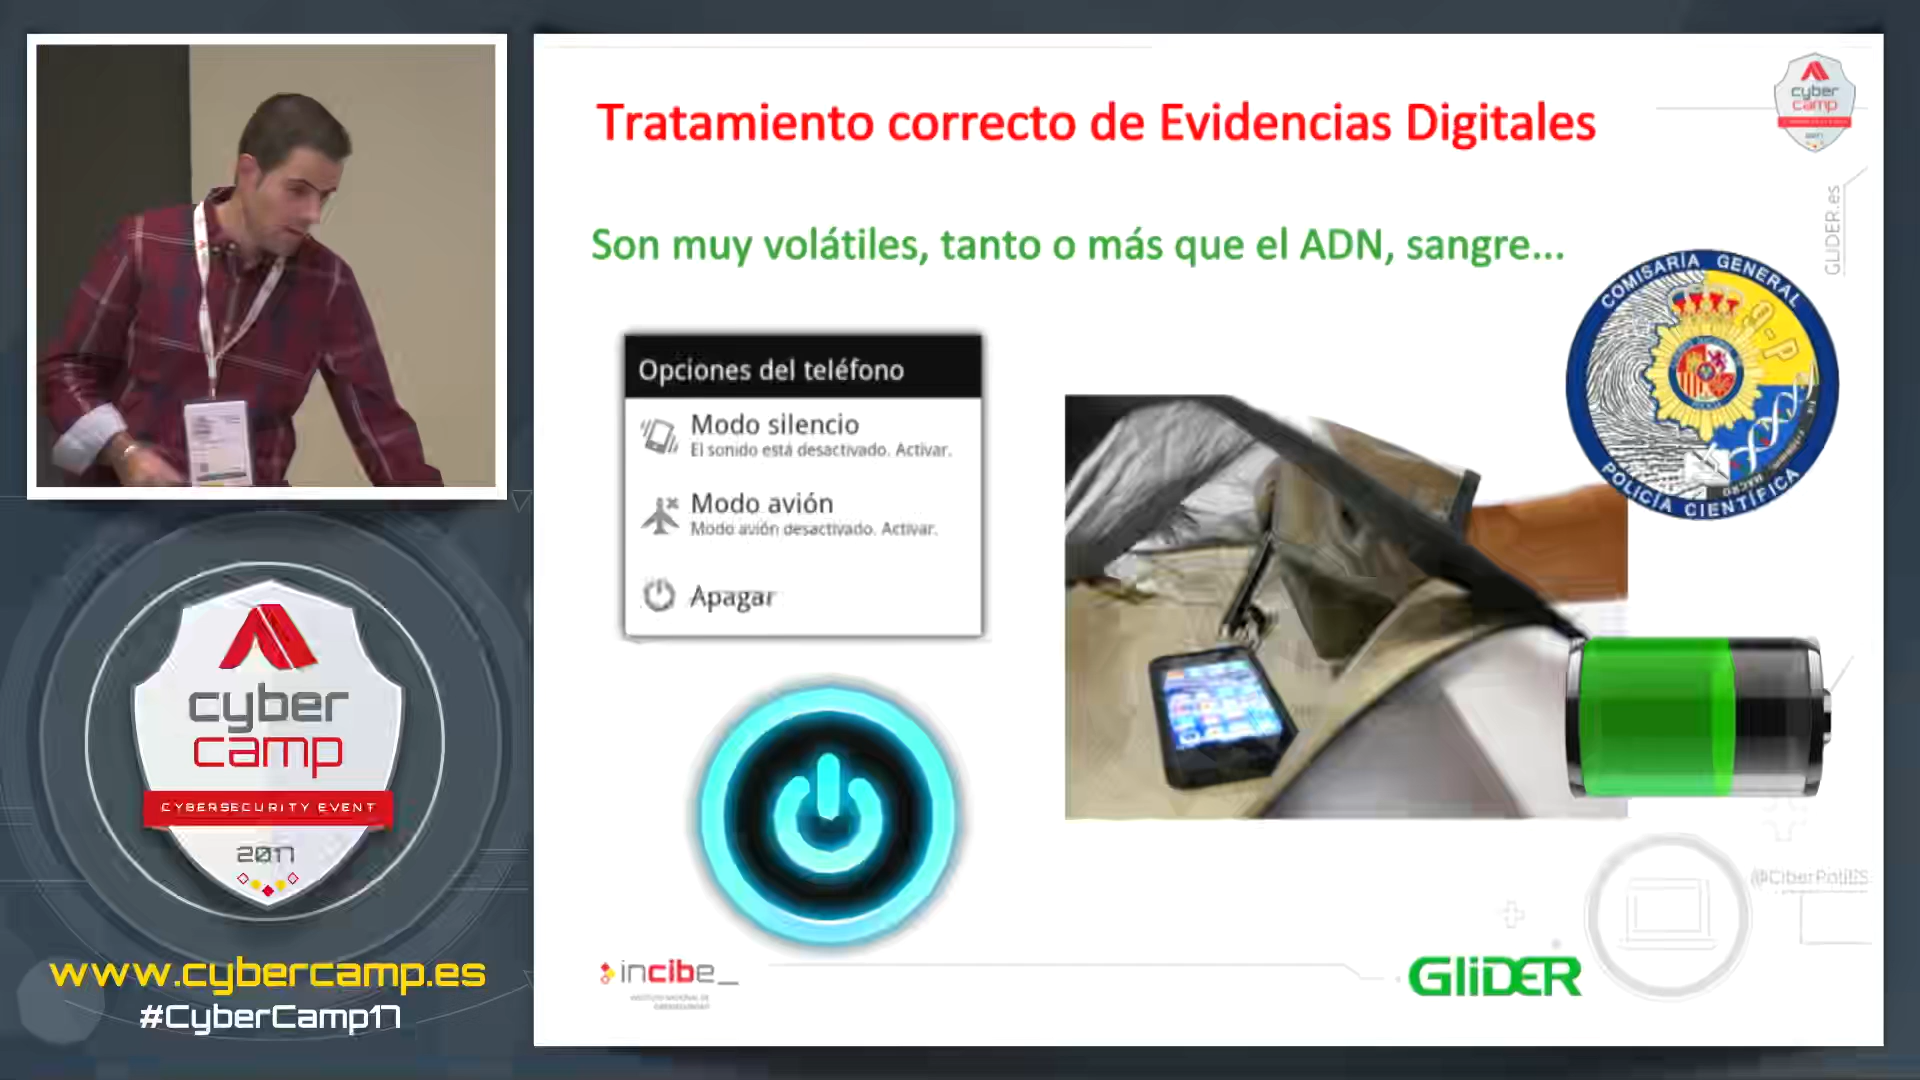 Tratamiento correcto de Evidencias Digitales
cyber
camp
GLIDER.es
Son muy volátiles, tanto o más que el ADN, sangre...
COMISARÍA GENERAL
POLICÍA CIENTÍFICA
Opciones del teléfono
Modo silencio
El sonido está desactivado. Activar.
Modo avión
Modo avión desactivado. Activar.
Apagar
cyber
camp
CYBERSECURITY EVENT
2017
www.cybercamp.es
#CyberCamp17
incibe_
GLiDER